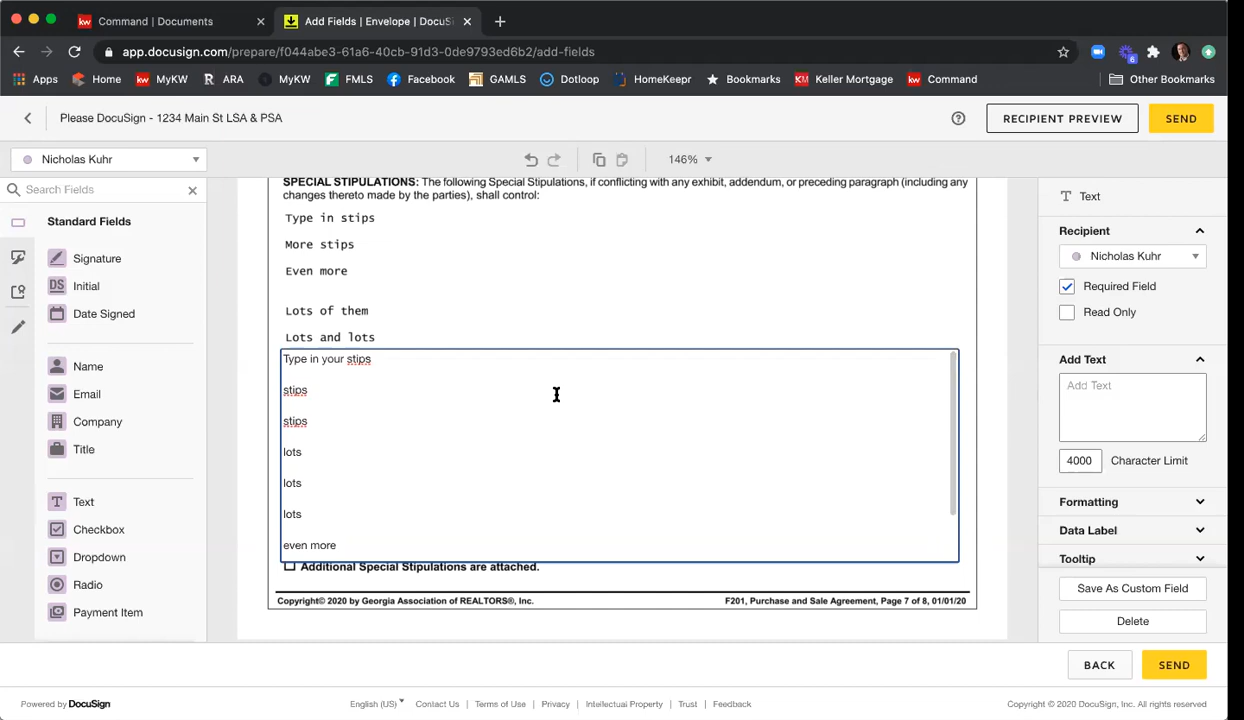 Command | Documents
Add Fields | Envelope | DocuSi
app.docusign.com/prepare/f044abe3-61a6-40cb-91d3-0de9793ed6b2/add-fields
Apps
kw Home
kw MyKW
R ARA
MyKW
F FMLS
Facebook
GAMLS
Dotloop
HomeKeepr
Bookmarks
KM Keller Mortgage
kw Command
Other Bookmarks
Please DocuSign - 1234 Main St LSA & PSA
RECIPIENT PREVIEW
SEND
Nicholas Kuhr
146%
Search Fields
Standard Fields
Signature
DS Initial
Date Signed
Name
Email
Company
Title
T Text
Checkbox
Dropdown
Radio
Payment Item
SPECIAL STIPULATIONS: The following Special Stipulations, if conflicting with any exhibit, addendum, or preceding paragraph (including any
changes thereto made by the parties), shall control:
Type in stips
More stips
Even more
Lots of them
Lots and lots
Type in your stips
stips
stips
lots
lots
lots
even more
Additional Special Stipulations are attached.
Copyright© 2020 by Georgia Association of REALTORS®, Inc.
F201, Purchase and Sale Agreement, Page 7 of 8, 01/01/20
T Text
Recipient
Nicholas Kuhr
Required Field
Read Only
Add Text
Add Text
4000 Character Limit
Formatting
Data Label
Tooltip
Save As Custom Field
Delete
BACK
SEND
Powered by DocuSign
English (US)
Contact Us
Terms of Use
Privacy
Intellectual Property
Trust
Feedback
Copyright © 2020 DocuSign, Inc. All rights reserved